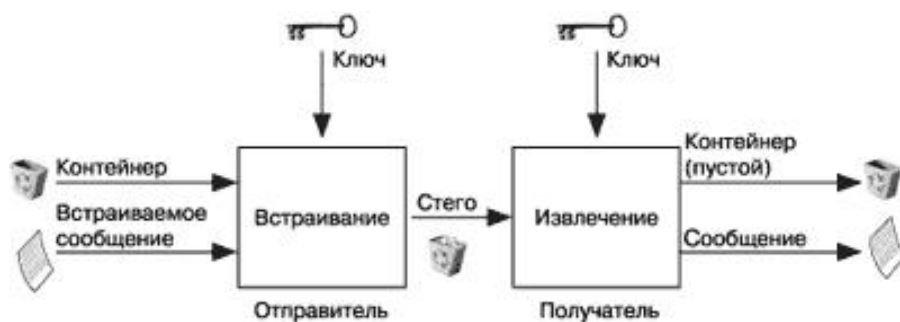 Ключ
Ключ
Контейнер
Встраиваемое
сообщение
Встраивание
Стего
Извлечение
Контейнер
(пустой)
Сообщение
Отправитель
Получатель